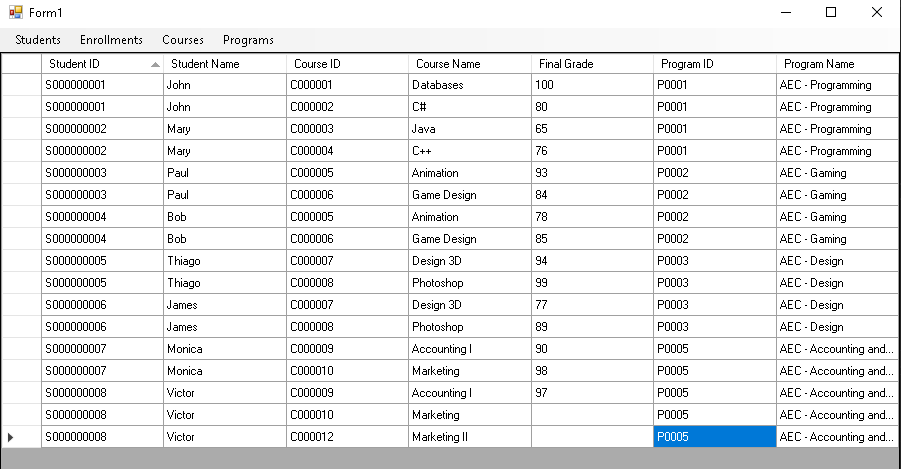 Form1
Students Enrollments Courses Programs
Student ID Student Name Course ID Course Name Final Grade Program ID Program Name
S000000001 John C000001 Databases 100 P0001 AEC - Programming
S000000001 John C000002 C# 80 P0001 AEC - Programming
S000000002 Mary C000003 Java 65 P0001 AEC - Programming
S000000002 Mary C000004 C++ 76 P0001 AEC - Programming
S000000003 Paul C000005 Animation 93 P0002 AEC - Gaming
S000000003 Paul C000006 Game Design 84 P0002 AEC - Gaming
S000000004 Bob C000005 Animation 78 P0002 AEC - Gaming
S000000004 Bob C000006 Game Design 85 P0002 AEC - Gaming
S000000005 Thiago C000007 Design 3D 94 P0003 AEC - Design
S000000005 Thiago C000008 Photoshop 99 P0003 AEC - Design
S000000006 James C000007 Design 3D 77 P0003 AEC - Design
S000000006 James C000008 Photoshop 89 P0003 AEC - Design
S000000007 Monica C000009 Accounting I 90 P0005 AEC - Accounting and...
S000000007 Monica C000010 Marketing 98 P0005 AEC - Accounting and...
S000000008 Victor C000009 Accounting I 97 P0005 AEC - Accounting and...
S000000008 Victor C000010 Marketing P0005 AEC - Accounting and...
S000000008 Victor C000012 Marketing II P0005 AEC - Accounting and...